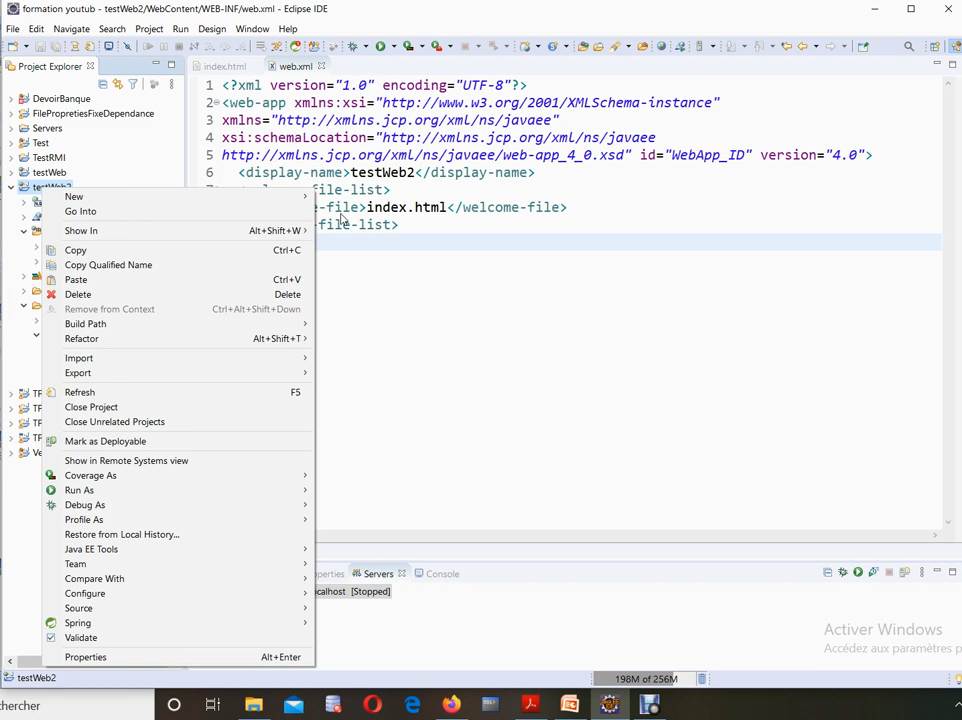 formation youtub - testWeb2/WebContent/WEB-INF/web.xml - Eclipse IDE
File Edit Navigate Search Project Run Design Window Help
Project Explorer
index.html
web.xml
DevoirBanque
FilePropretiesFixeDependance
Servers
Test
TestRMI
testWeb
testWeb2
1 <?xml version="1.0" encoding="UTF-8"?>
2 <web-app xmlns:xsi="http://www.w3.org/2001/XMLSchema-instance"
3 xmlns="http://xmlns.jcp.org/xml/ns/javaee"
4 xsi:schemaLocation="http://xmlns.jcp.org/xml/ns/javaee
5 http://xmlns.jcp.org/xml/ns/javaee/web-app_4_0.xsd" id="WebApp_ID" version="4.0">
6 <display-name>testWeb2</display-name>
-file-list>
-file>index.html</welcome-file>
-file-list>
New
Go Into
Show In Alt+Shift+W
Copy Ctrl+C
Copy Qualified Name
Paste Ctrl+V
Delete Delete
Remove from Context Ctrl+Alt+Shift+Down
Build Path
Refactor Alt+Shift+T
Import
Export
Refresh F5
Close Project
Close Unrelated Projects
Mark as Deployable
Show in Remote Systems view
Coverage As
Run As
Debug As
Profile As
Restore from Local History...
Java EE Tools
Team
Compare With
Configure
Source
Spring
Validate
Properties Alt+Enter
TP
TP
TP
TP
Ve
operties
Servers
Console
ocalhost [Stopped]
Activer Windows
Accédez aux paramètres p
testWeb2
198M of 256M
chercher